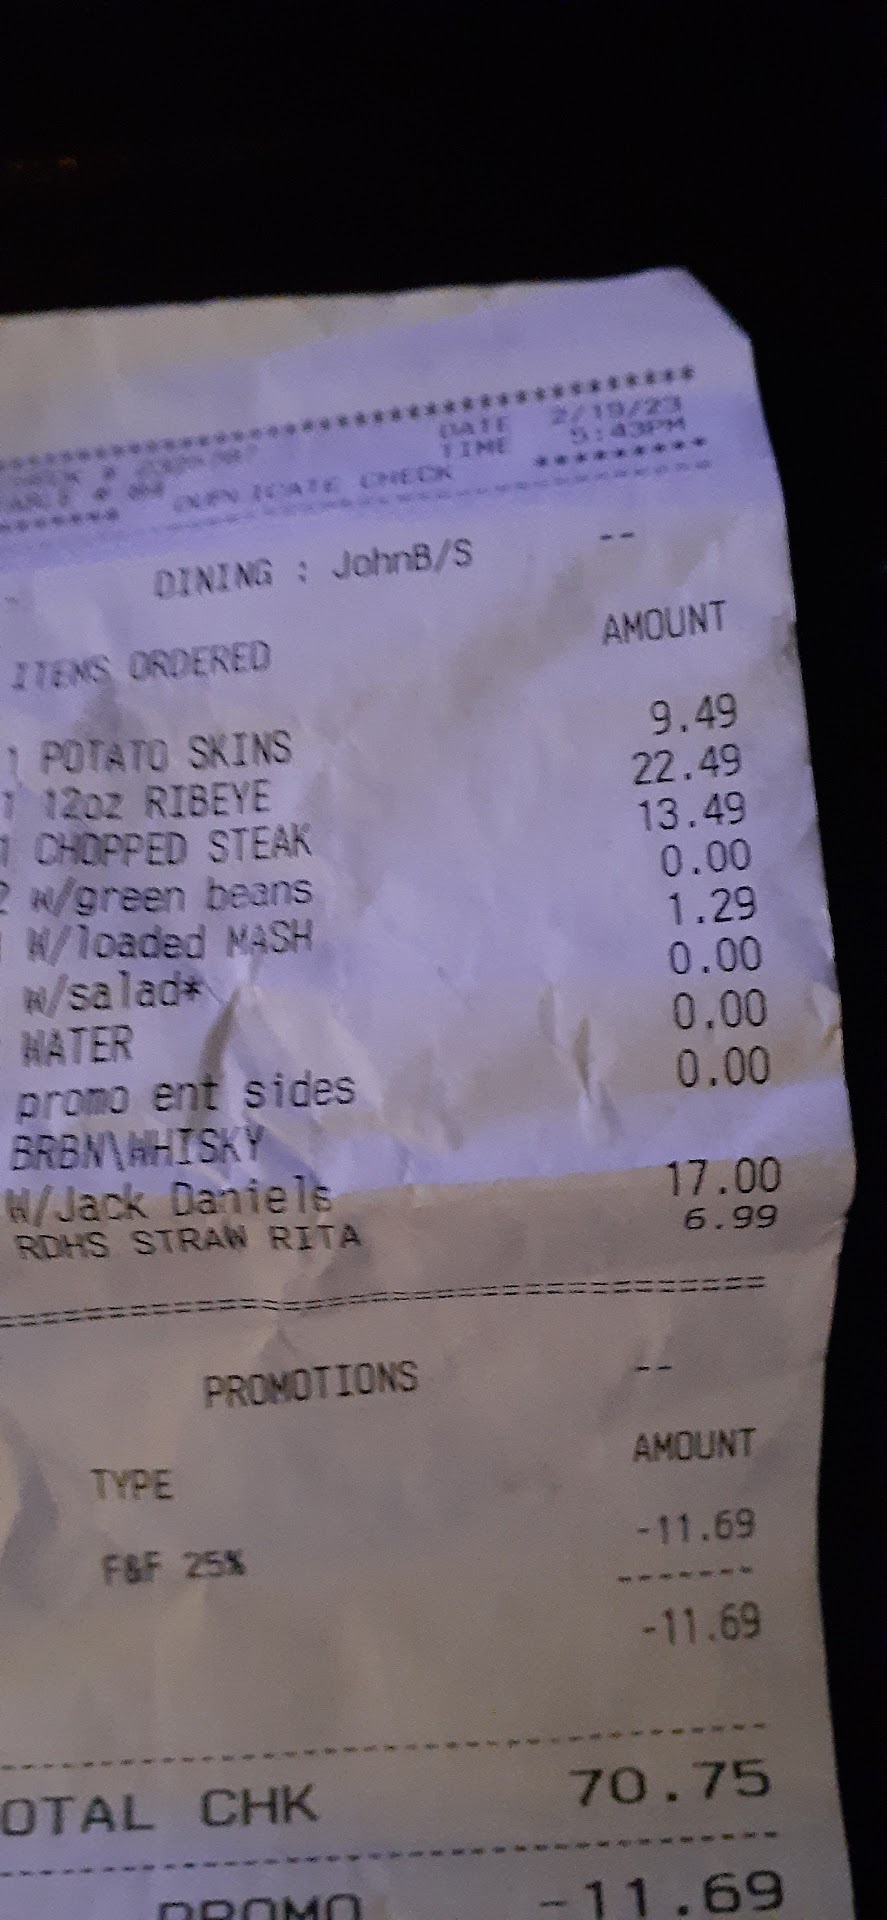 ************************************
DATE 2/19/23
TIME 5:43PM
DUPLICATE CHECK
DINING : JohnB/S --
ITEMS ORDERED AMOUNT
1 POTATO SKINS 9.49
1 12oz RIBEYE 22.49
1 CHOPPED STEAK 13.49
2 w/green beans 0.00
W/loaded MASH 1.29
w/salad* 0.00
WATER 0.00
promo ent sides 0.00
BRBN\WHISKY
W/Jack Daniels 17.00
RDHS STRAW RITA 6.99
PROMOTIONS --
TYPE AMOUNT
F&F 25% -11.69
-------
-11.69
OTAL CHK 70.75
PROMO -11.69